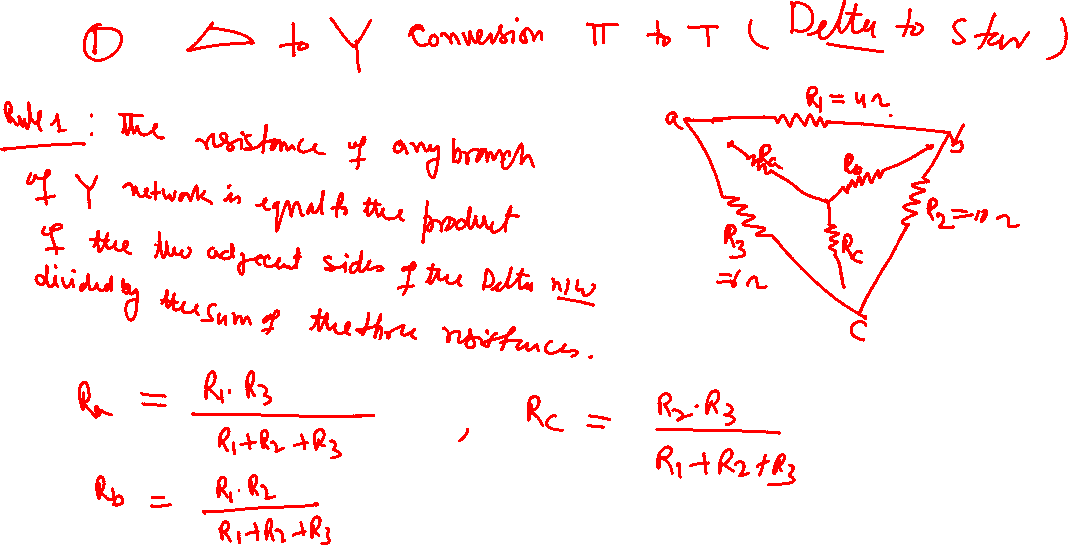 ① △ to Y Conversion π to T ( Delta to Star )
Rule 1 : The resistance of any branch
of Y network is equal to the product
of the two adjecent sides of the Delta n/w
divided by the sum of the three resistances.
a
R₁ = 4Ω
b
Ra
Rb
R₂ = 10Ω
R₃
= 6Ω
Rc
C
Ra = R₁·R₃ / R₁+R₂+R₃ , Rc = R₂·R₃ / R₁+R₂+R₃
Rb = R₁·R₂ / R₁+R₂+R₃